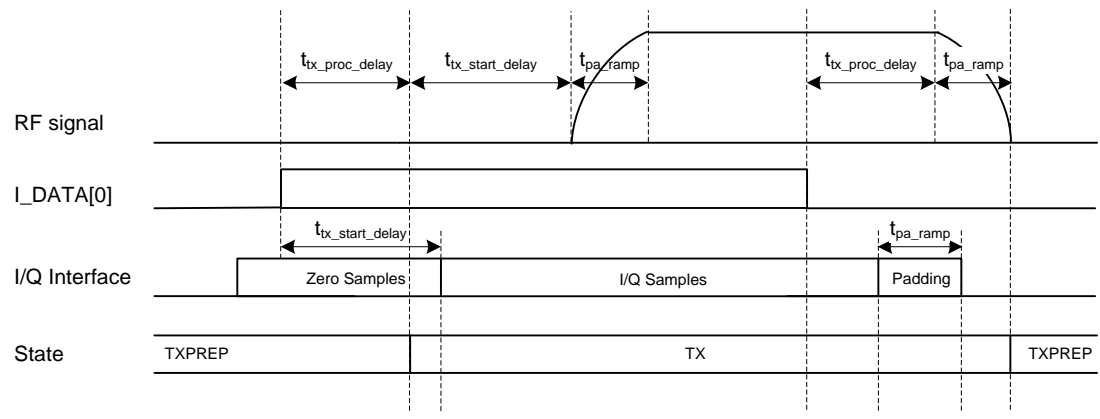 t_tx_proc_delay t_tx_start_delay t_pa_ramp t_tx_proc_delay t_pa_ramp
RF signal
I_DATA[0]
t_tx_start_delay t_pa_ramp
I/Q Interface Zero Samples I/Q Samples Padding
State TXPREP TX TXPREP